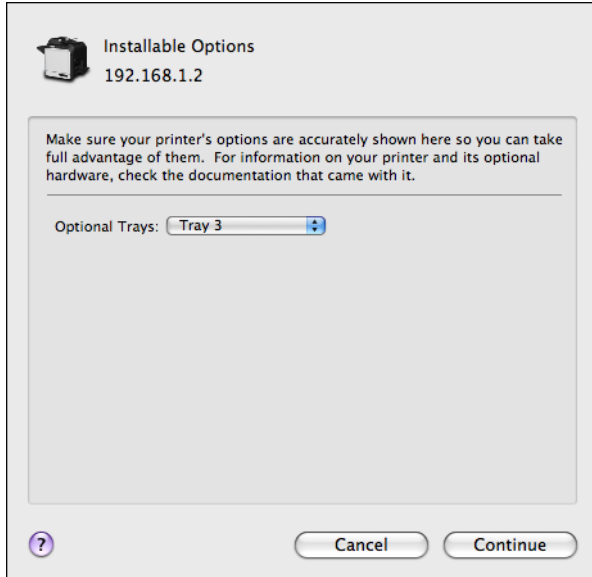 Installable Options
192.168.1.2
Make sure your printer's options are accurately shown here so you can take
full advantage of them.  For information on your printer and its optional
hardware, check the documentation that came with it.
Optional Trays: Tray 3
? Cancel Continue